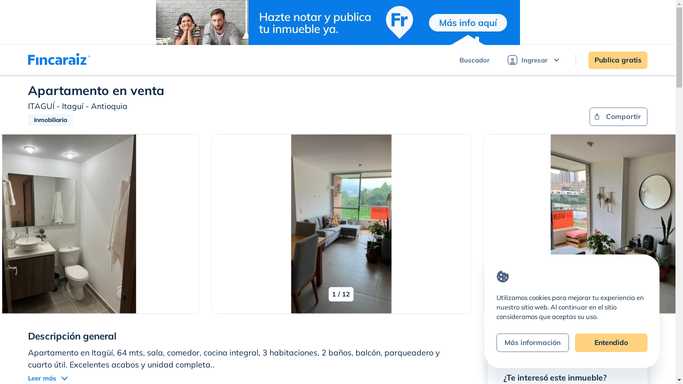 Hazte notar y publica
tu inmueble ya.
Fr
Más info aquí
Fincaraiz
Buscador
Ingresar
Publica gratis
Apartamento en venta
ITAGUÍ - Itaguí - Antioquia
Inmobiliaria
Compartir
1 / 12
Utilizamos cookies para mejorar tu experiencia en
nuestro sitio web. Al continuar en el sitio
consideramos que aceptas su uso.
Más información
Entendido
Descripción general
Apartamento en Itagüí, 64 mts, sala, comedor, cocina integral, 3 habitaciones, 2 baños, balcón, parqueadero y
cuarto útil. Excelentes acabos y unidad completa..
Leer más
¿Te interesó este inmueble?